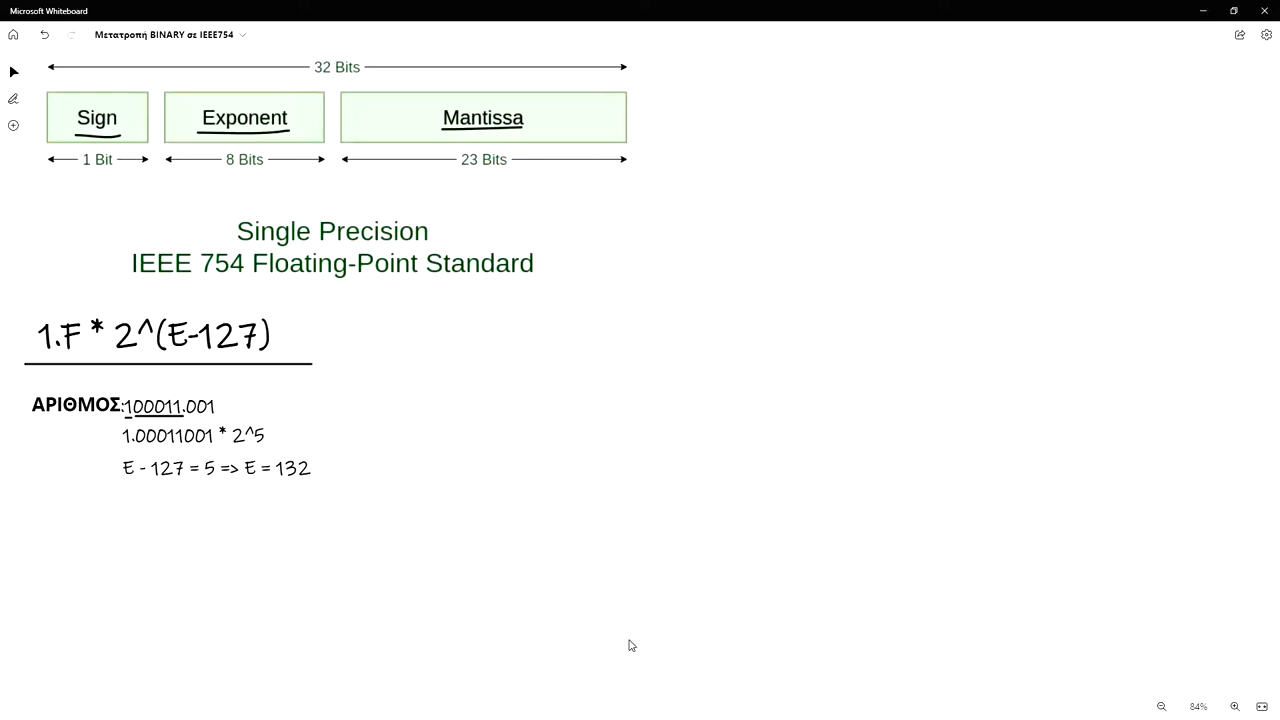 Microsoft Whiteboard
Μετατροπή BINARY σε IEEE754
32 Bits
Sign Exponent Mantissa
1 Bit 8 Bits 23 Bits
Single Precision
IEEE 754 Floating-Point Standard
1.F * 2^(E-127)
ΑΡΙΘΜΟΣ:100011.001
1.00011001 * 2^5
E - 127 = 5 => E = 132
84%